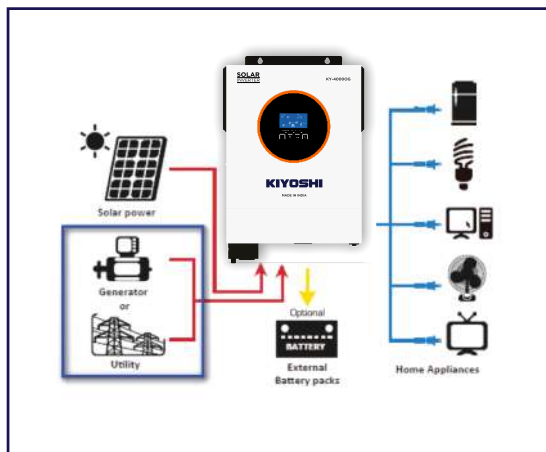 SOLAR
INVERTER
KY-4000OG
KIYOSHI
MADE IN INDIA
Solar power
Generator
or
Utility
Optional
BATTERY
External
Battery packs
Home Appliances